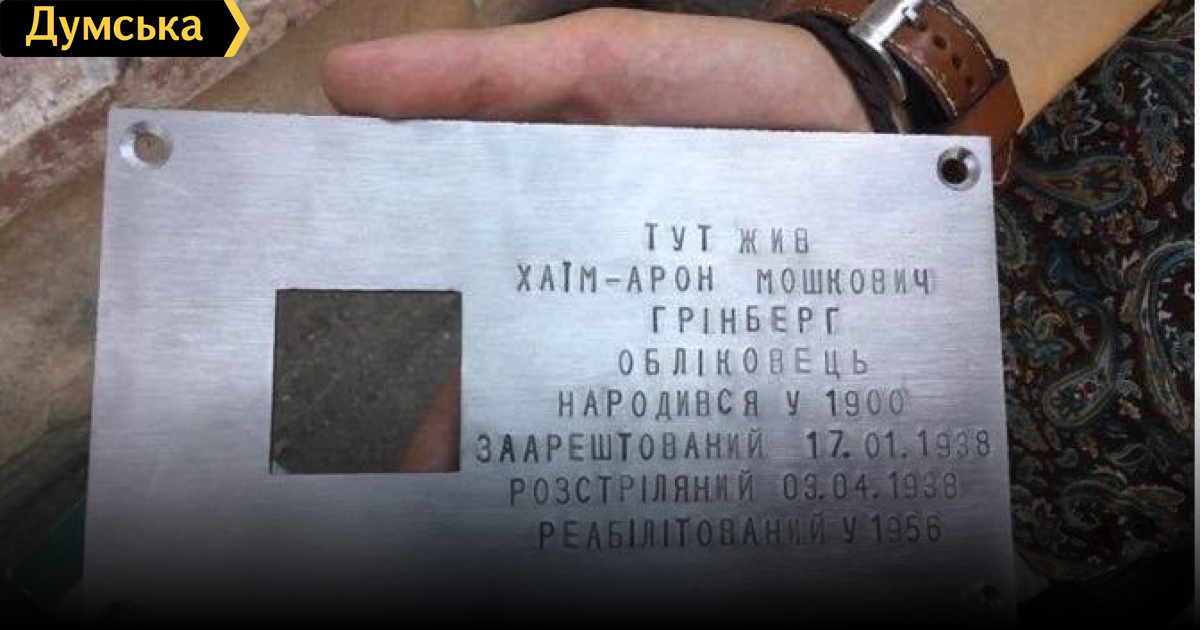 Думська
ТУТ ЖИВ
ХАЇМ-АРОН МОШКОВИЧ
ГРІНБЕРГ
ОБЛІКОВЕЦЬ
НАРОДИВСЯ У 1900
ЗААРЕШТОВАНИЙ 17.01.1938
РОЗСТРІЛЯНИЙ 03.04.1938
РЕАБІЛІТОВАНИЙ У 1956